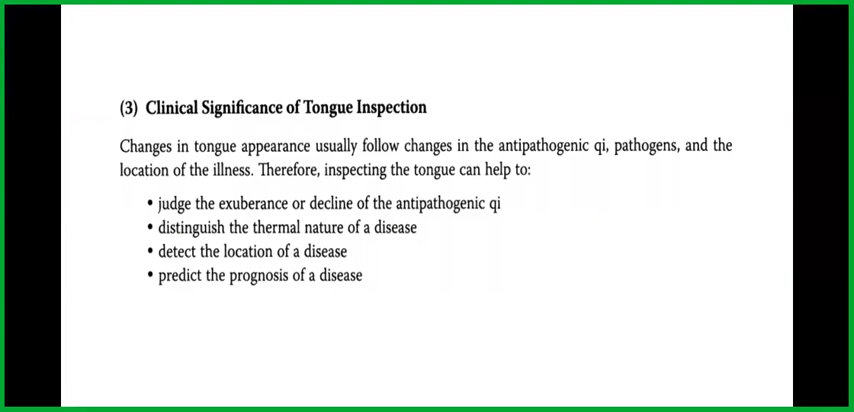 (3) Clinical Significance of Tongue Inspection
Changes in tongue appearance usually follow changes in the antipathogenic qi, pathogens, and the
location of the illness. Therefore, inspecting the tongue can help to:
• judge the exuberance or decline of the antipathogenic qi
• distinguish the thermal nature of a disease
• detect the location of a disease
• predict the prognosis of a disease